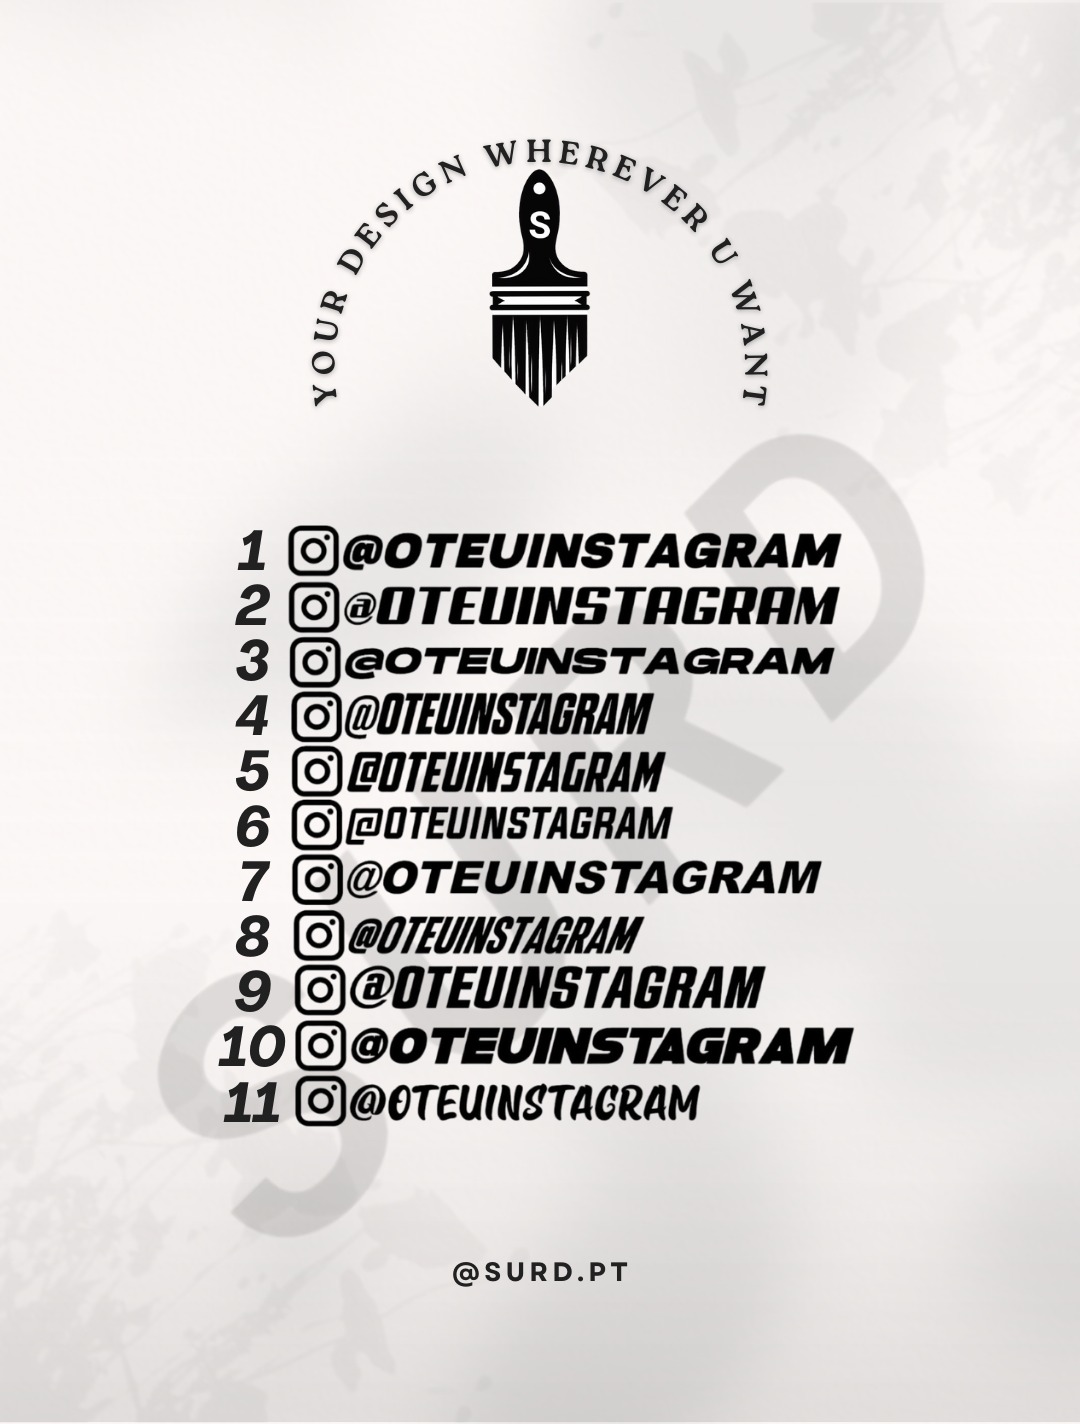 YOUR DESIGN WHEREVER U WANT
S
1 @OTEUINSTAGRAM
2 @OTEUINSTAGRAM
3 @OTEUINSTAGRAM
4 @OTEUINSTAGRAM
5 @OTEUINSTAGRAM
6 @OTEUINSTAGRAM
7 @OTEUINSTAGRAM
8 @OTEUINSTAGRAM
9 @OTEUINSTAGRAM
10 @OTEUINSTAGRAM
11 @OTEUINSTAGRAM
SURD
@SURD.PT